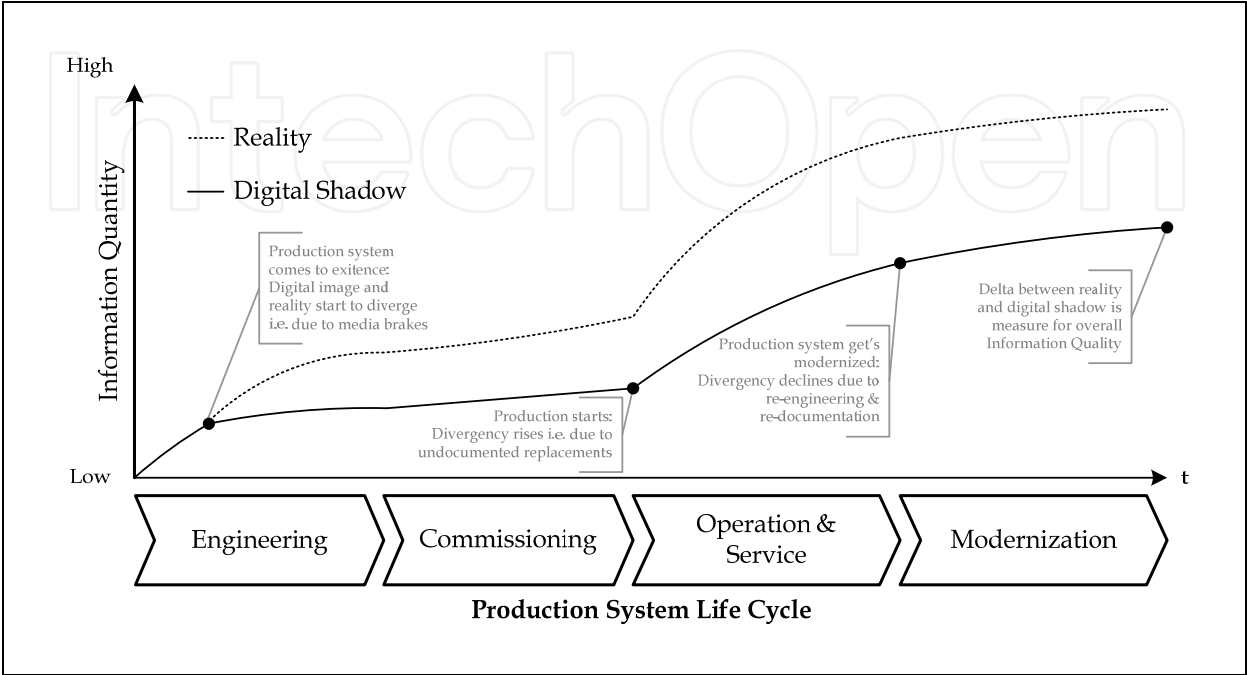 IntechOpen
High
Reality
Digital Shadow
Information Quantity
Production system
comes to exitence:
Digital image and
reality start to diverge
i.e. due to media brakes
Delta between reality
and digital shadow is
measure for overall
Information Quality
Production system get's
modernized:
Divergency declines due to
re-engineering &
re-documentation
Production starts:
Divergency rises i.e. due to
undocumented replacements
Low
t
Engineering
Commissioning
Operation &
Service
Modernization
Production System Life Cycle